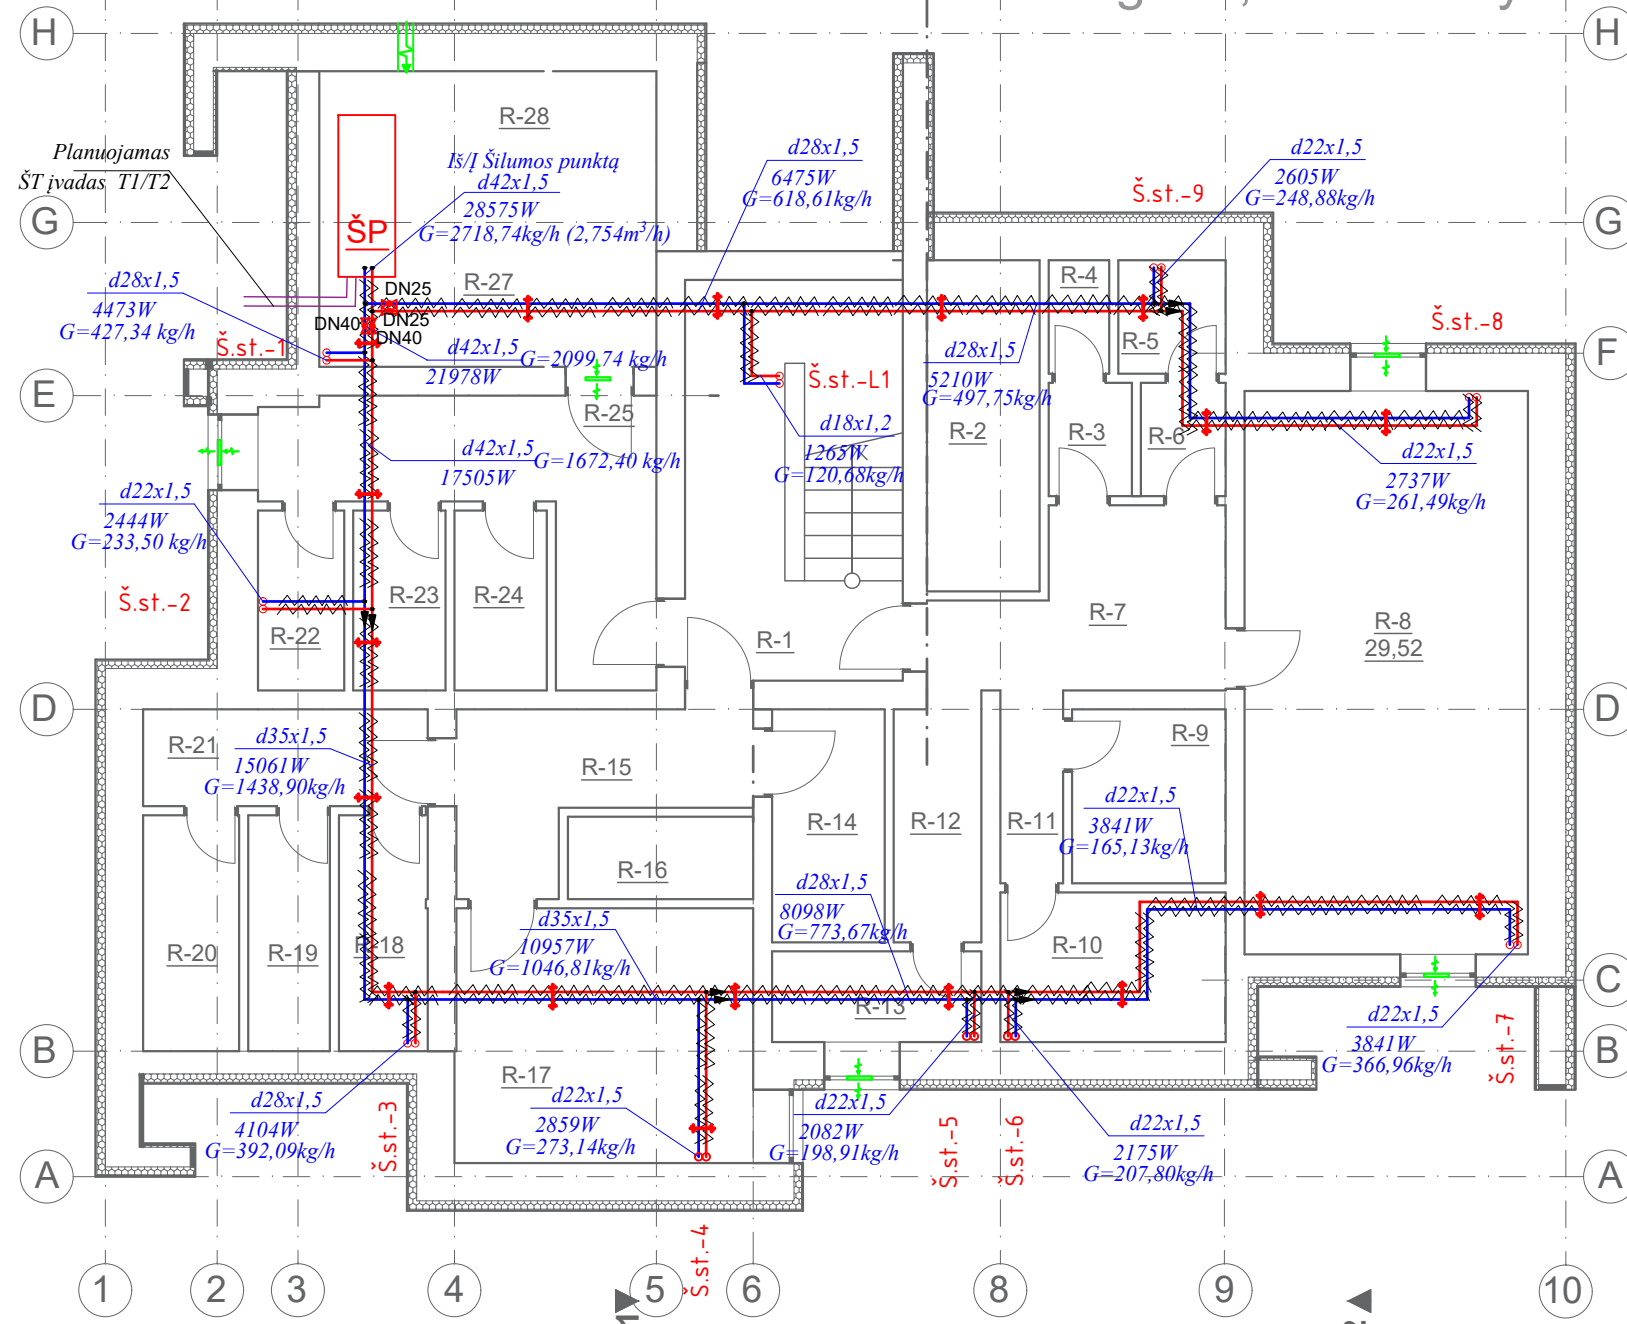 H
H
R-28
Planuojamas
ŠT įvadas T1/T2
Iš/Į Šilumos punktą
d42x1,5
28575W
G=2718,74kg/h (2,754m³/h)
d28x1,5
6475W
G=618,61kg/h
d22x1,5
2605W
G=248,88kg/h
Š.st.-9
G
G
ŠP
d28x1,5
4473W
G=427,34 kg/h
Š.st.-1
DN25
R-27
DN40
DN25
DN40
R-4
R-5
Š.st.-8
F
d42x1,5
G=2099,74 kg/h
21978W
Š.st.-L1
d28x1,5
5210W
G=497,75kg/h
E
R-25
d18x1,2
1265W
G=120,68kg/h
R-2
R-3
R-6
d42x1,5
G=1672,40 kg/h
17505W
d22x1,5
2737W
G=261,49kg/h
d22x1,5
2444W
G=233,50 kg/h
Š.st.-2
R-22
R-23
R-24
R-1
R-7
R-8
29,52
D
D
R-21
d35x1,5
15061W
G=1438,90kg/h
R-15
R-9
d22x1,5
3841W
G=165,13kg/h
R-14
R-12
R-11
R-16
d28x1,5
8098W
G=773,67kg/h
d35x1,5
10957W
G=1046,81kg/h
R-20
R-19
R-18
R-10
C
R-13
d22x1,5
3841W
G=366,96kg/h
Š.st.-7
B
B
R-17
d28x1,5
4104W
G=392,09kg/h
Š.st.-3
d22x1,5
2859W
G=273,14kg/h
d22x1,5
2082W
G=198,91kg/h
Š.st.-5
Š.st.-6
d22x1,5
2175W
G=207,80kg/h
A
A
Š.st.-4
1
2
3
4
5
6
8
9
10